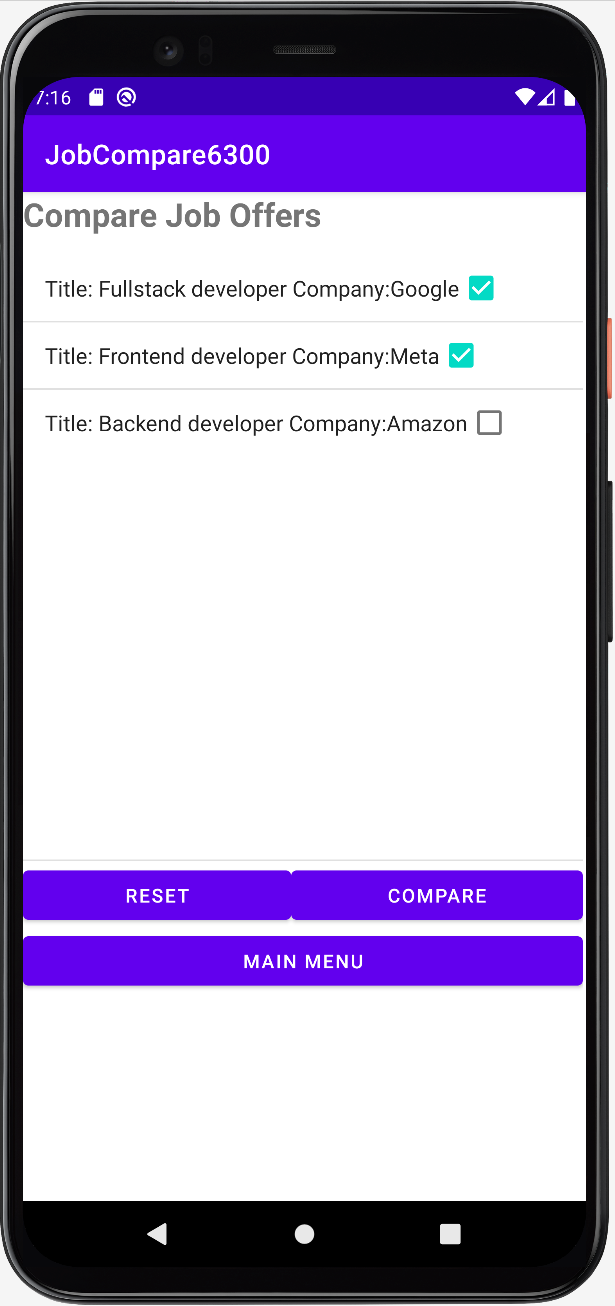 7:16
JobCompare6300
Compare Job Offers
Title: Fullstack developer Company:Google
Title: Frontend developer Company:Meta
Title: Backend developer Company:Amazon
RESET COMPARE
MAIN MENU